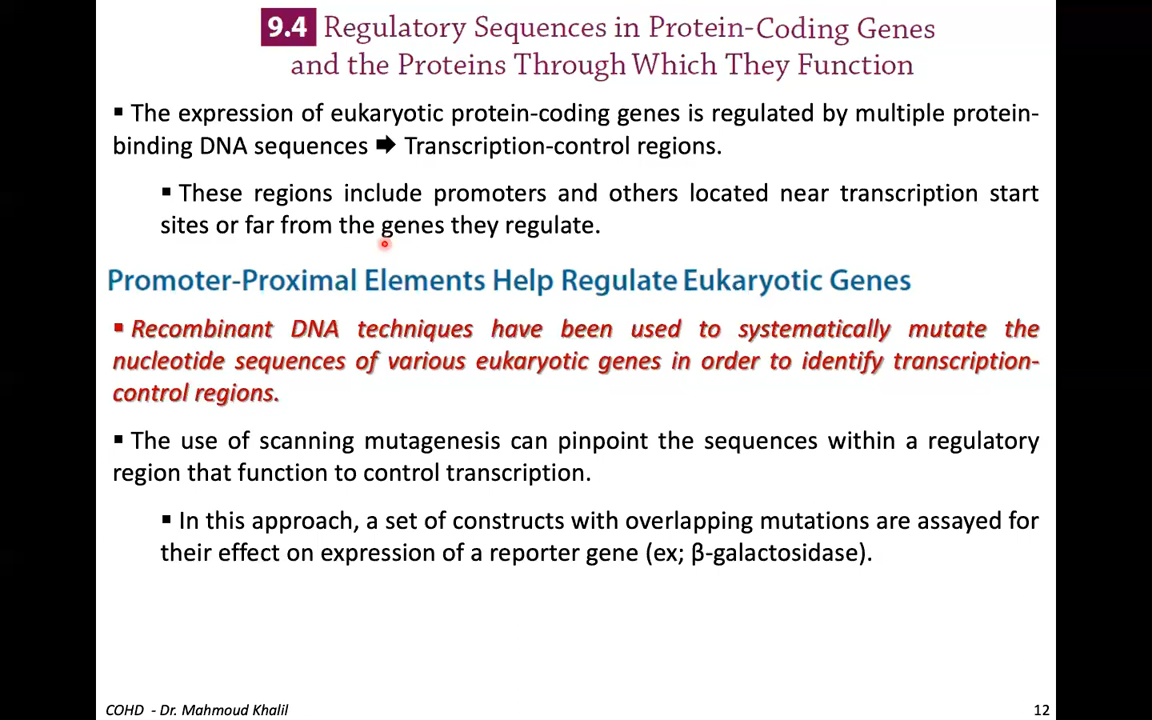 9.4 Regulatory Sequences in Protein-Coding Genes
and the Proteins Through Which They Function
▪ The expression of eukaryotic protein-coding genes is regulated by multiple protein-
binding DNA sequences 🡆 Transcription-control regions.
▪ These regions include promoters and others located near transcription start
sites or far from the genes they regulate.
Promoter-Proximal Elements Help Regulate Eukaryotic Genes
▪ Recombinant DNA techniques have been used to systematically mutate the
nucleotide sequences of various eukaryotic genes in order to identify transcription-
control regions.
▪ The use of scanning mutagenesis can pinpoint the sequences within a regulatory
region that function to control transcription.
▪ In this approach, a set of constructs with overlapping mutations are assayed for
their effect on expression of a reporter gene (ex; β-galactosidase).
COHD - Dr. Mahmoud Khalil
12